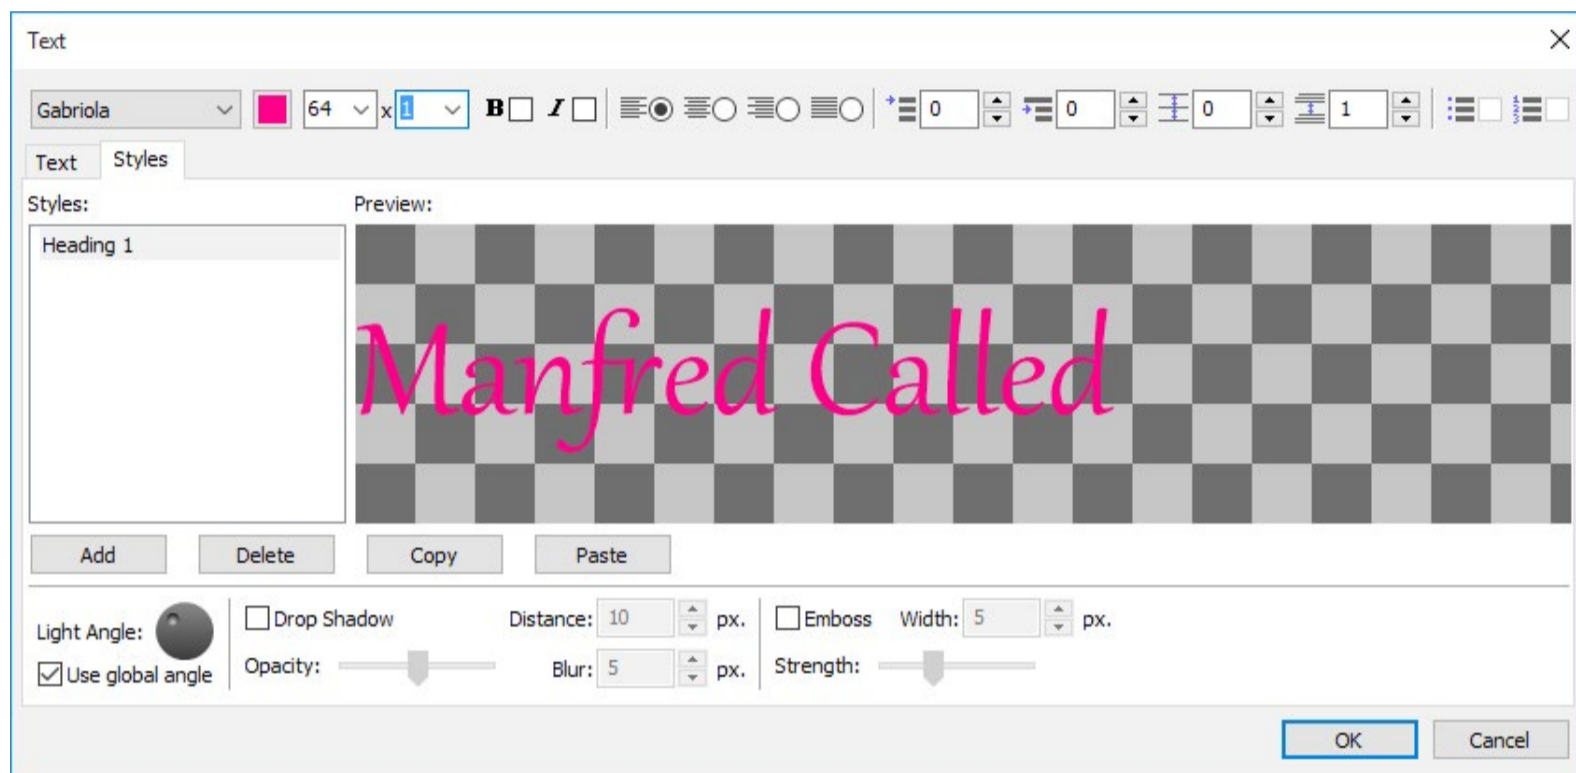 Text
Gabriola 64 x 1 B I 0 0 0 1
Text Styles
Styles: Preview:
Heading 1
Manfred Called
Add Delete Copy Paste
Light Angle: Drop Shadow Distance: 10 px. Emboss Width: 5 px.
Use global angle Opacity: Blur: 5 px. Strength:
OK Cancel